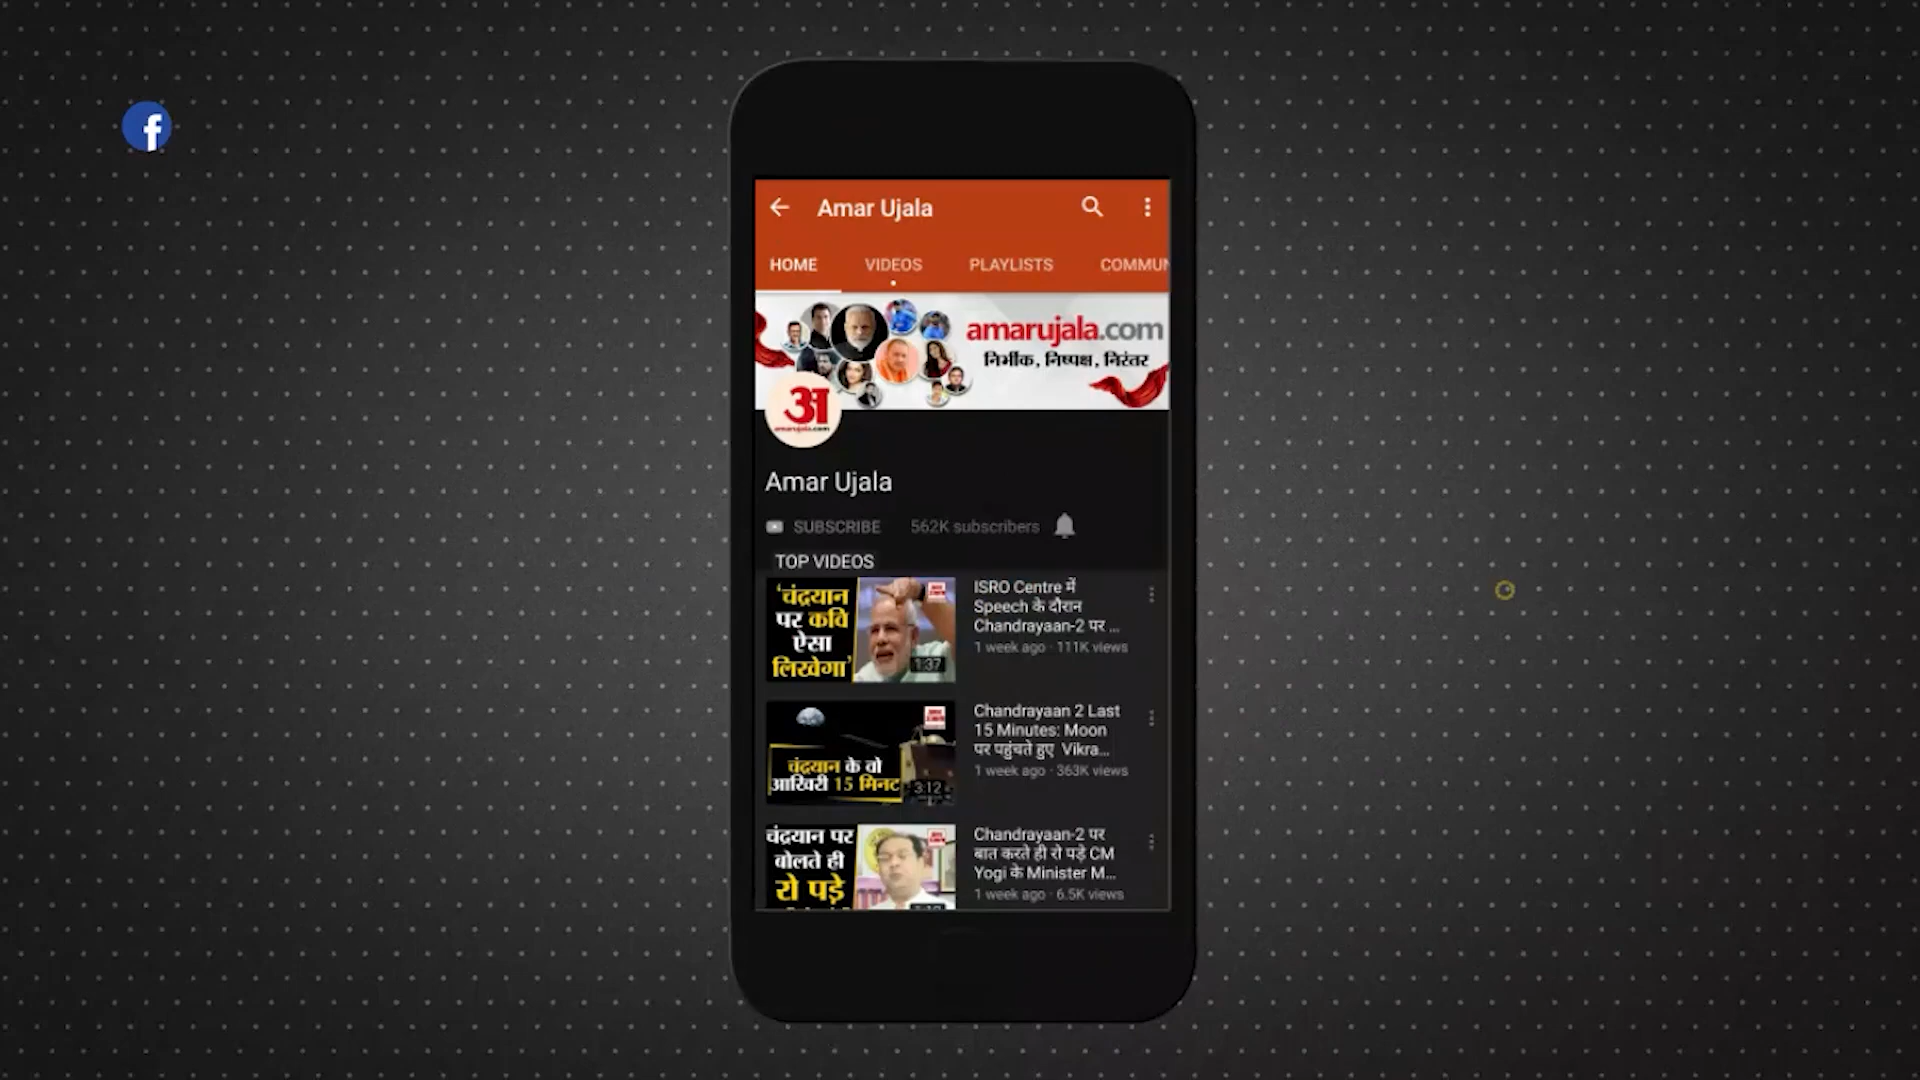 f
Amar Ujala
HOME VIDEOS PLAYLISTS COMMUN
amarujala.com
निर्भीक, निष्पक्ष, निरंतर
अ
amarujala.com
Amar Ujala
SUBSCRIBE 562K subscribers
TOP VIDEOS
'चंद्रयान
पर कवि
ऐसा
लिखेगा'
1:37
ISRO Centre में
Speech के दौरान
Chandrayaan-2 पर ...
1 week ago · 111K views
चंद्रयान के वो
आखिरी 15 मिनट
3:12
Chandrayaan 2 Last
15 Minutes: Moon
पर पहुंचते हुए Vikra...
1 week ago · 363K views
चंद्रयान पर
बोलते ही
रो पड़े
Chandrayaan-2 पर
बात करते ही रो पड़े CM
Yogi के Minister M...
1 week ago · 6.5K views